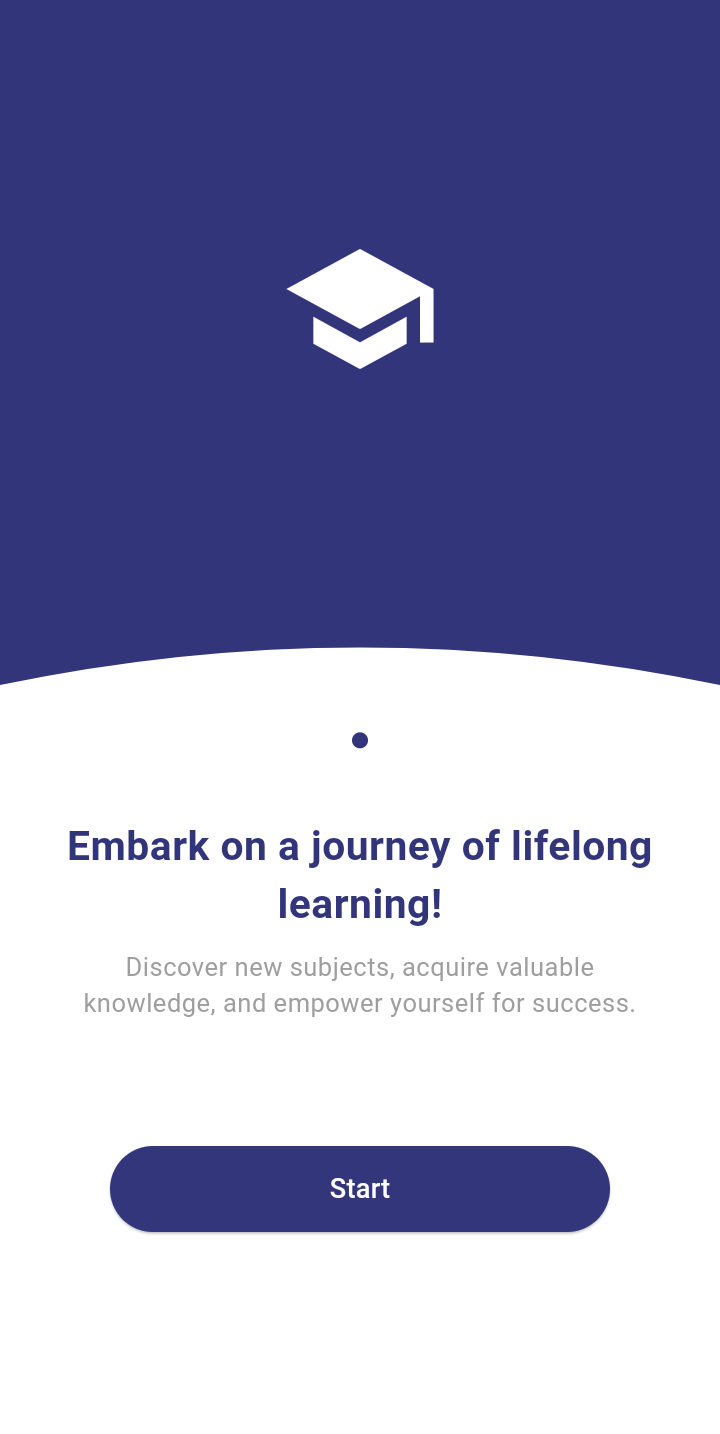 Embark on a journey of lifelong
learning!
Discover new subjects, acquire valuable
knowledge, and empower yourself for success.
Start